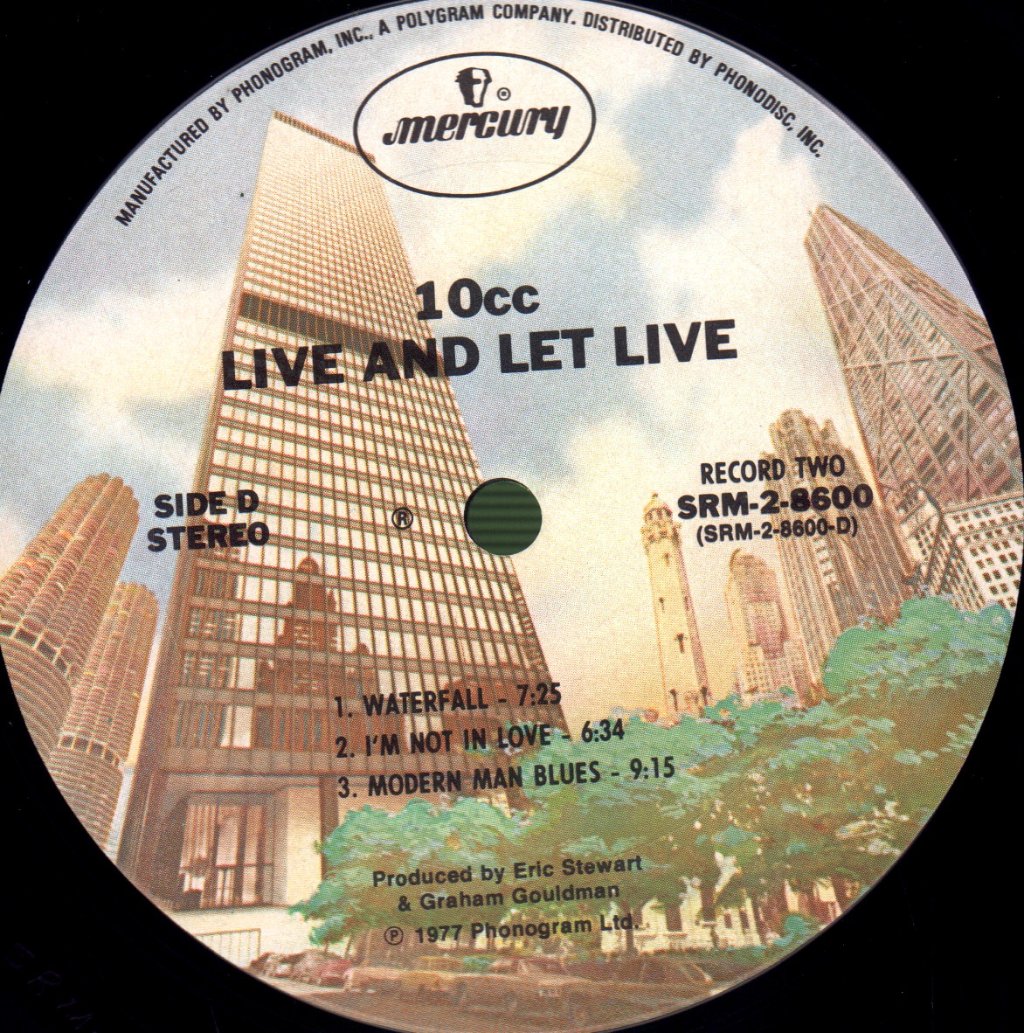 MANUFACTURED BY PHONOGRAM, INC., A POLYGRAM COMPANY. DISTRIBUTED BY PHONODISC, INC.
mercury ®
10cc
LIVE AND LET LIVE
SIDE D
STEREO
®
RECORD TWO
SRM-2-8600
(SRM-2-8600-D)
1. WATERFALL - 7:25
2. I'M NOT IN LOVE - 6:34
3. MODERN MAN BLUES - 9:15
Produced by Eric Stewart
& Graham Gouldman
℗ 1977 Phonogram Ltd.